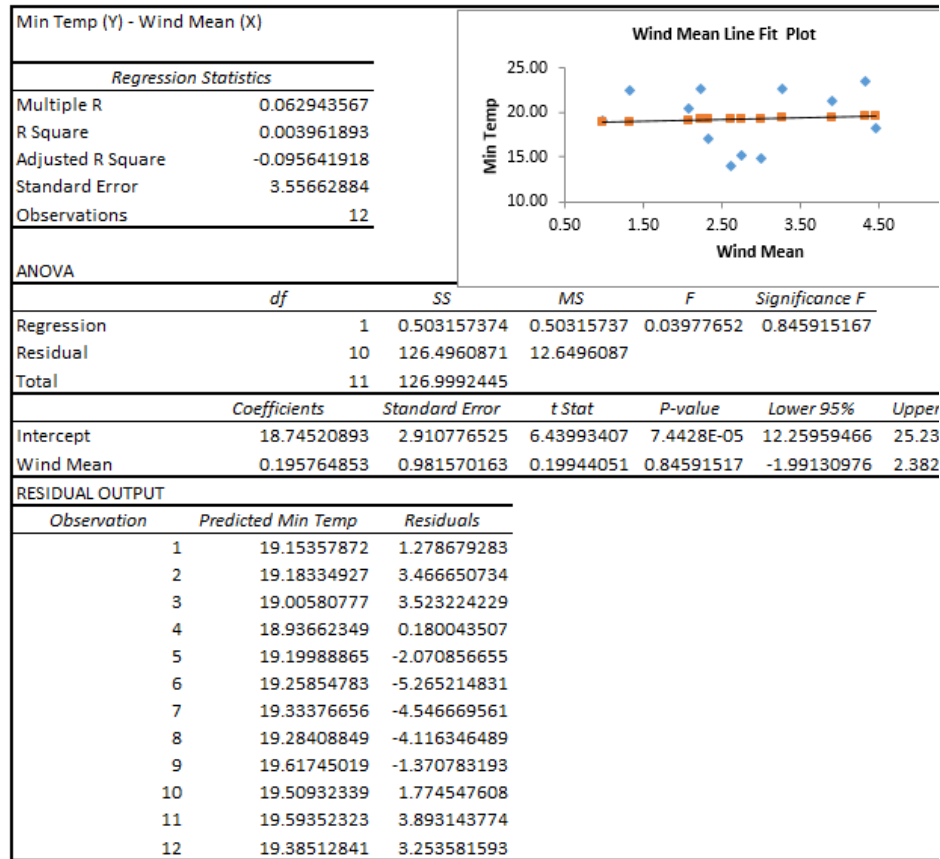 Min Temp (Y) - Wind Mean (X)
Wind Mean Line Fit Plot
25.00
20.00
15.00
10.00
Min Temp
0.50 1.50 2.50 3.50 4.50
Wind Mean
Regression Statistics
Multiple R 0.062943567
R Square 0.003961893
Adjusted R Square -0.095641918
Standard Error 3.55662884
Observations 12
ANOVA
df SS MS F Significance F
Regression 1 0.503157374 0.50315737 0.03977652 0.845915167
Residual 10 126.4960871 12.6496087
Total 11 126.9992445
Coefficients Standard Error t Stat P-value Lower 95% Upper
Intercept 18.74520893 2.910776525 6.43993407 7.4428E-05 12.25959466 25.23
Wind Mean 0.195764853 0.981570163 0.19944051 0.84591517 -1.99130976 2.382
RESIDUAL OUTPUT
Observation Predicted Min Temp Residuals
1 19.15357872 1.278679283
2 19.18334927 3.466650734
3 19.00580777 3.523224229
4 18.93662349 0.180043507
5 19.19988865 -2.070856655
6 19.25854783 -5.265214831
7 19.33376656 -4.546669561
8 19.28408849 -4.116346489
9 19.61745019 -1.370783193
10 19.50932339 1.774547608
11 19.59352323 3.893143774
12 19.38512841 3.253581593